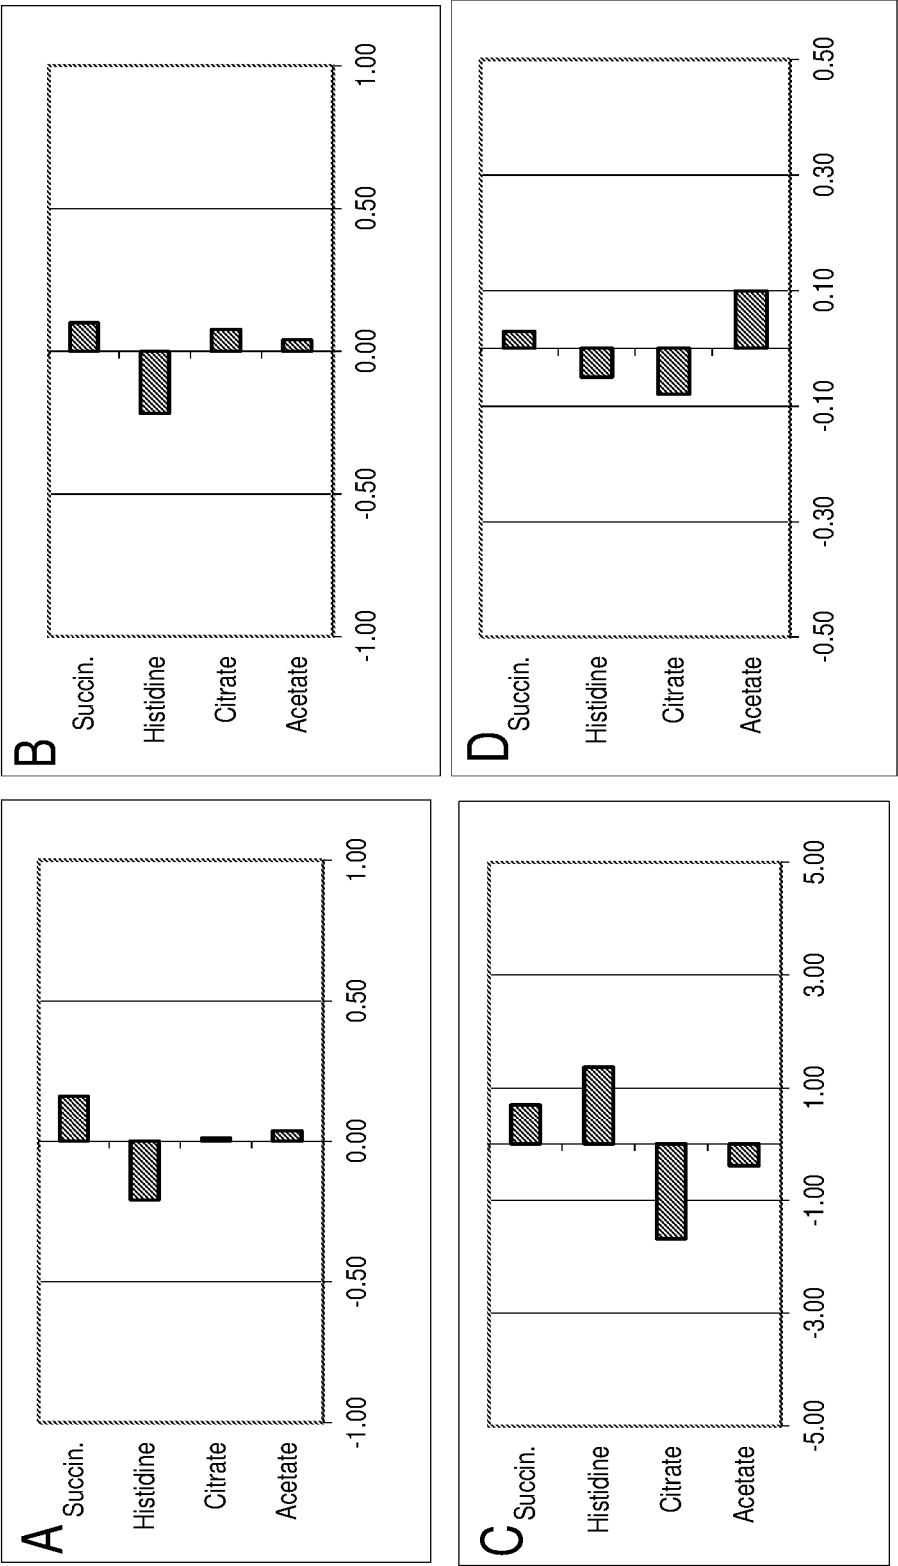 A
Succin.
Histidine
Citrate
Acetate
-1.00
-0.50
0.00
0.50
1.00
B
Succin.
Histidine
Citrate
Acetate
-1.00
-0.50
0.00
0.50
1.00
C
Succin.
Histidine
Citrate
Acetate
-5.00
-3.00
-1.00
1.00
3.00
5.00
D
Succin.
Histidine
Citrate
Acetate
-0.50
-0.30
-0.10
0.10
0.30
0.50